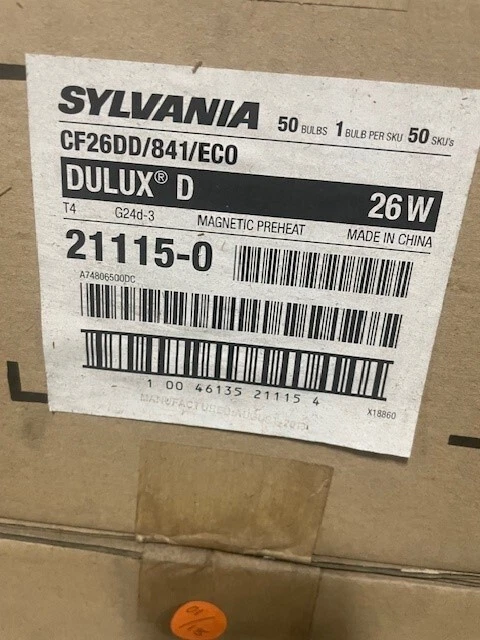 SYLVANIA 50 BULBS 1 BULB PER SKU 50 SKU's
CF26DD/841/ECO
DULUX® D 26W
T4 G24d-3 MAGNETIC PREHEAT MADE IN CHINA
21115-0
A74806500DC
1 00 46135 21115 4
X18860